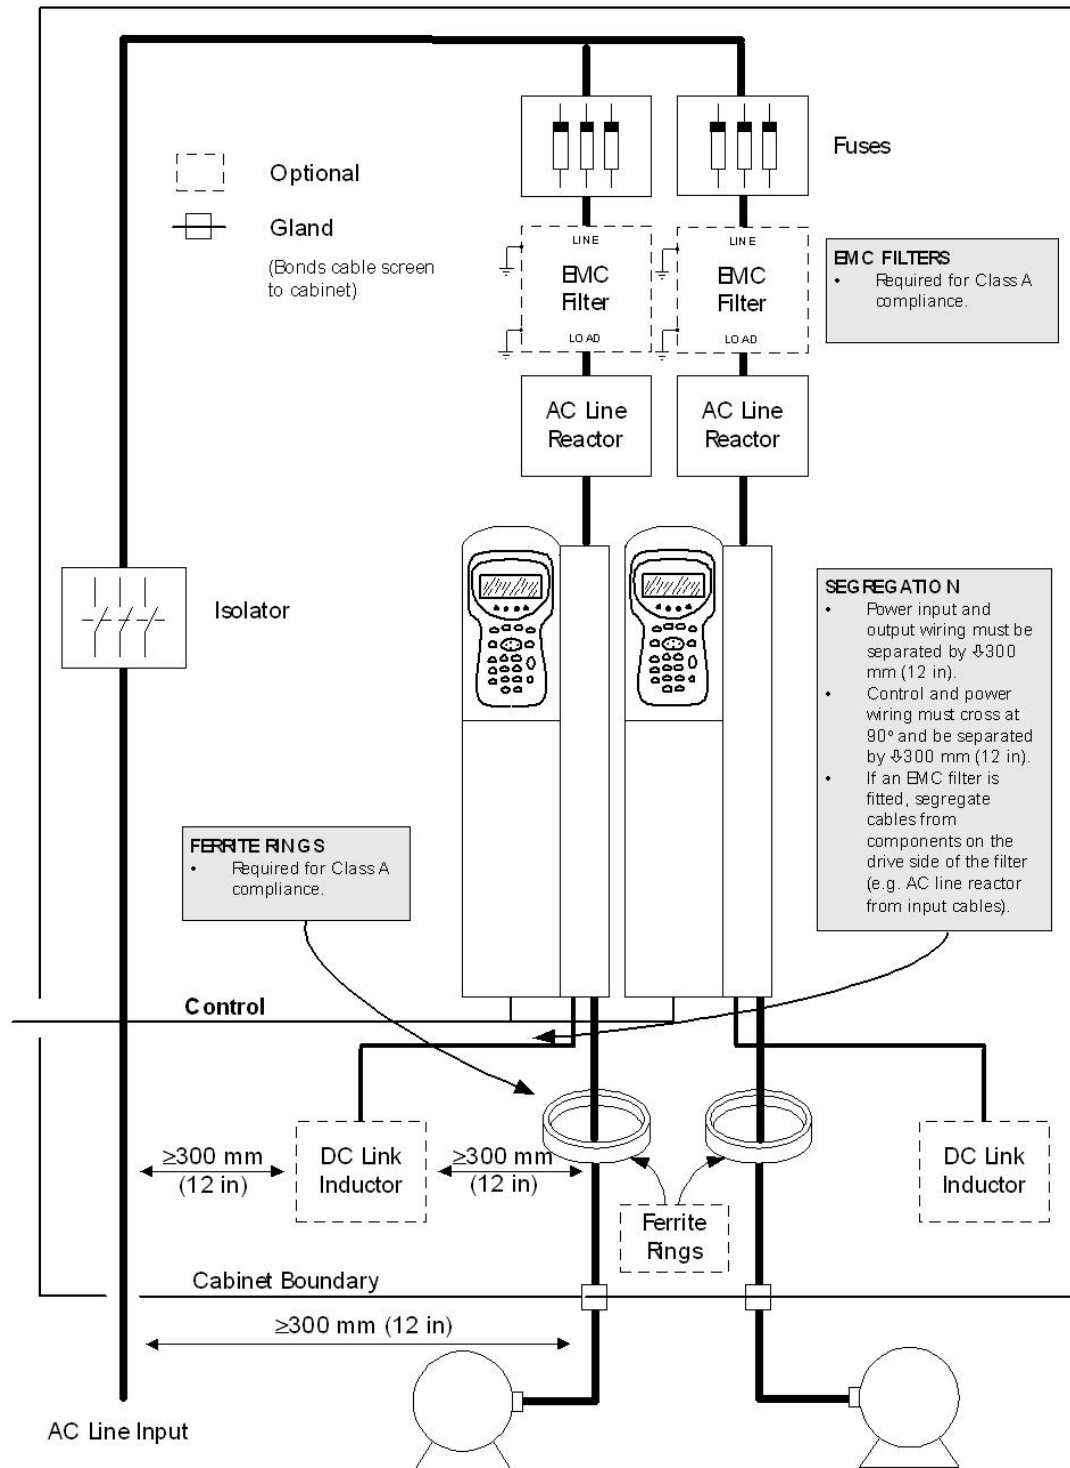 Fuses
Optional
Gland
(Bonds cable screen
to cabinet)
LINE
EMC
Filter
LOAD
LINE
EMC
Filter
LOAD
EMC FILTERS
• Required for Class A
compliance.
AC Line
Reactor
AC Line
Reactor
Isolator
SEGREGATION
• Power input and
output wiring must be
separated by ⇩300
mm (12 in).
• Control and power
wiring must cross at
90° and be separated
by ⇩300 mm (12 in).
• If an EMC filter is
fitted, segregate
cables from
components on the
drive side of the filter
(e.g. AC line reactor
from input cables).
FERRITE RINGS
• Required for Class A
compliance.
Control
≥300 mm
(12 in)
DC Link
Inductor
≥300 mm
(12 in)
DC Link
Inductor
Ferrite
Rings
Cabinet Boundary
≥300 mm (12 in)
AC Line Input